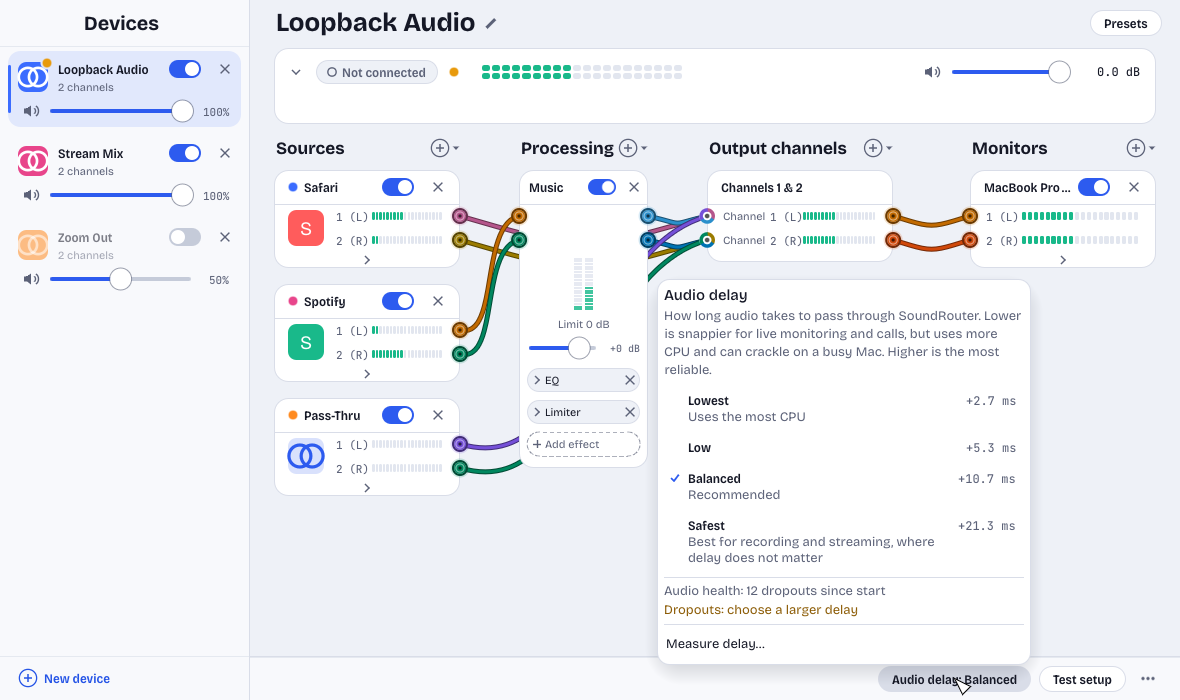 Devices
Loopback Audio
2 channels
100%
Stream Mix
2 channels
100%
Zoom Out
2 channels
50%
New device
Loopback Audio
Presets
Not connected
0.0 dB
Sources
Processing
Output channels
Monitors
Safari
1 (L)
2 (R)
S
Spotify
1 (L)
2 (R)
S
Pass-Thru
1 (L)
2 (R)
Music
Limit 0 dB
+0 dB
EQ
Limiter
Add effect
Channels 1 & 2
Channel 1 (L)
Channel 2 (R)
MacBook Pro...
1 (L)
2 (R)
Audio delay
How long audio takes to pass through SoundRouter. Lower
is snappier for live monitoring and calls, but uses more
CPU and can crackle on a busy Mac. Higher is the most
reliable.
Lowest +2.7 ms
Uses the most CPU
Low +5.3 ms
Balanced +10.7 ms
Recommended
Safest +21.3 ms
Best for recording and streaming, where
delay does not matter
Audio health: 12 dropouts since start
Dropouts: choose a larger delay
Measure delay...
Audio delay: Balanced
Test setup